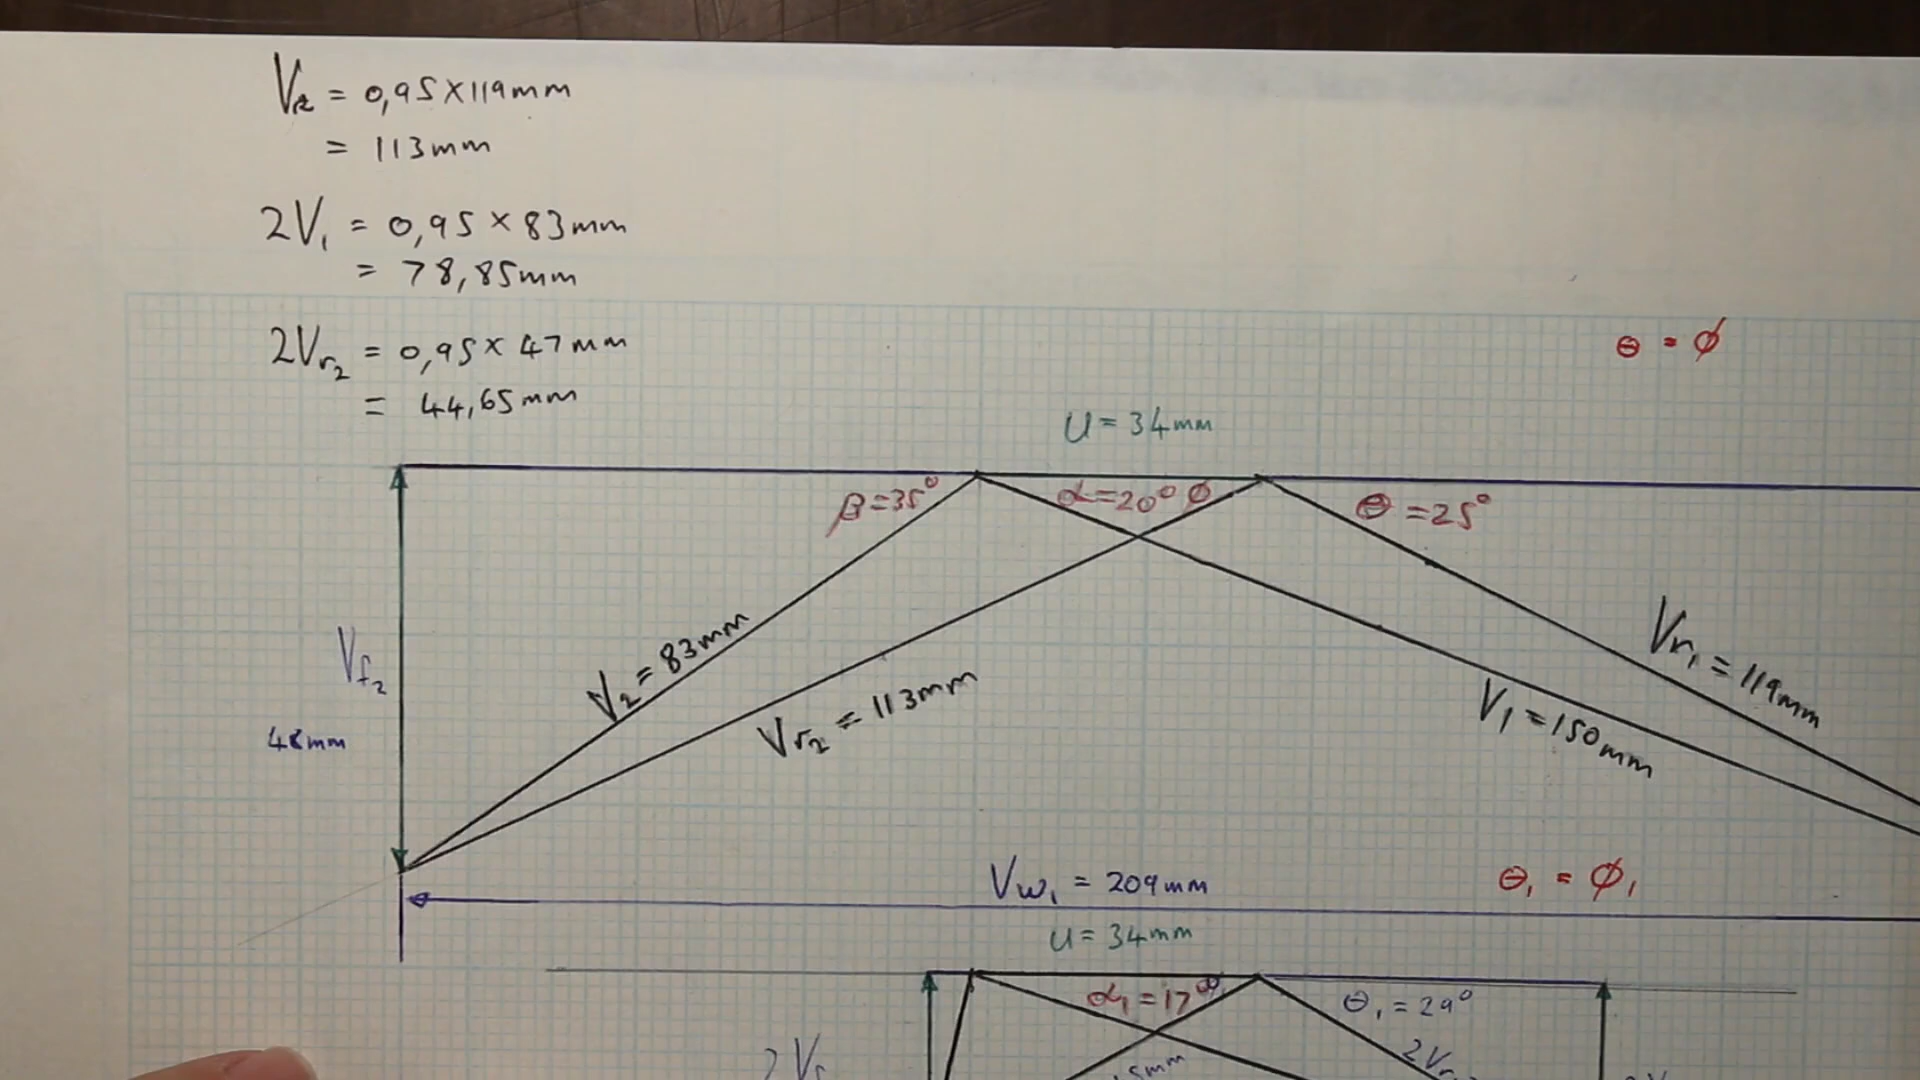 Vr2 = 0,95 × 119mm
= 113mm
2V1 = 0,95 × 83mm
= 78,85mm
2Vr2 = 0,95 × 47mm
= 44,65mm
θ = ϕ
U = 34mm
β=35° α=20° ϕ θ = 25°
Vf2
48mm
V2 = 83mm
Vr2 = 113mm
Vr1 = 119mm
V1 = 150mm
Vw1 = 209mm
θ1 = ϕ1
U = 34mm
α1 = 17° θ1 = 29°